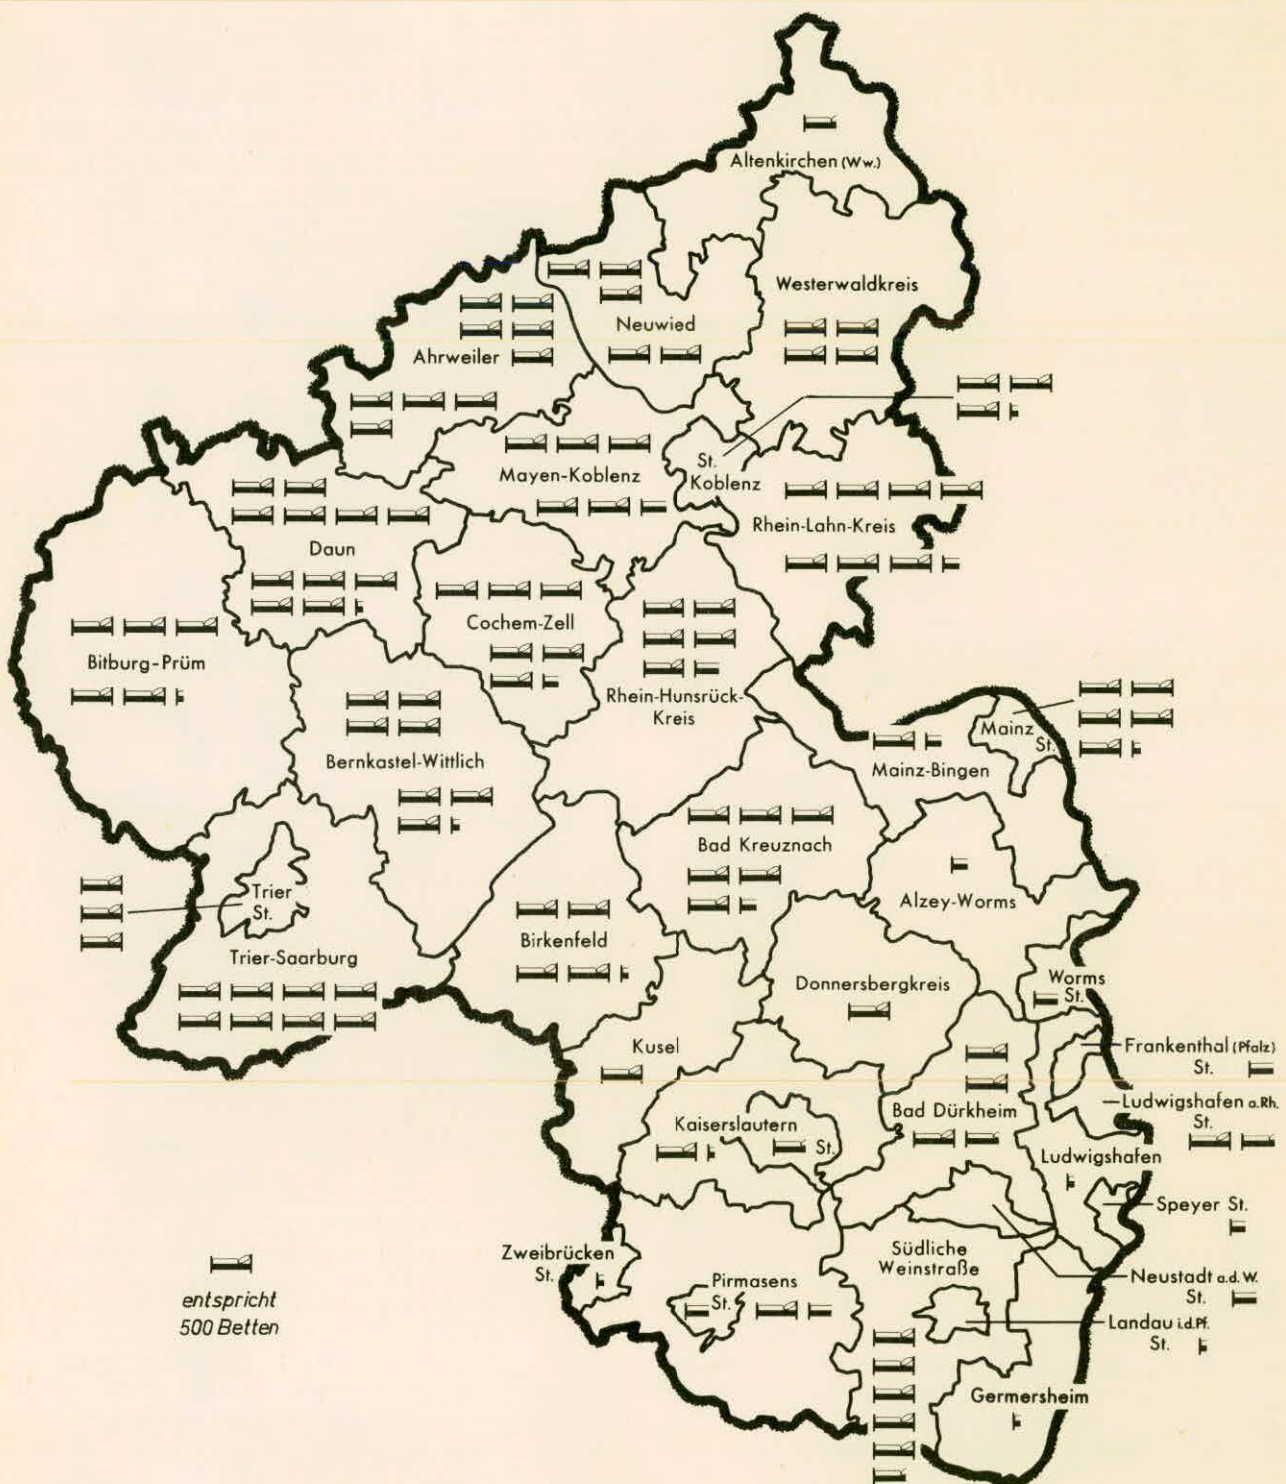 Altenkirchen (Ww.)
Westerwaldkreis
Neuwied
Ahrweiler
Mayen-Koblenz
St.
Koblenz
Rhein-Lahn-Kreis
Daun
Cochem-Zell
Bitburg-Prüm
Rhein-Hunsrück-
Kreis
Mainz
St.
Mainz-Bingen
Bernkastel-Wittlich
Bad Kreuznach
Alzey-Worms
Trier
St.
Birkenfeld
Trier-Saarburg
Donnersbergkreis
Worms
St.
Kusel
Frankenthal (Pfalz)
St.
Ludwigshafen a.Rh.
St.
Bad Dürkheim
Kaiserslautern
St.
Ludwigshafen
Speyer St.
Zweibrücken
St.
Südliche
Weinstraße
Neustadt a.d.W.
St.
Pirmasens
St.
Landau i.d.Pf.
St.
Germersheim
entspricht
500 Betten